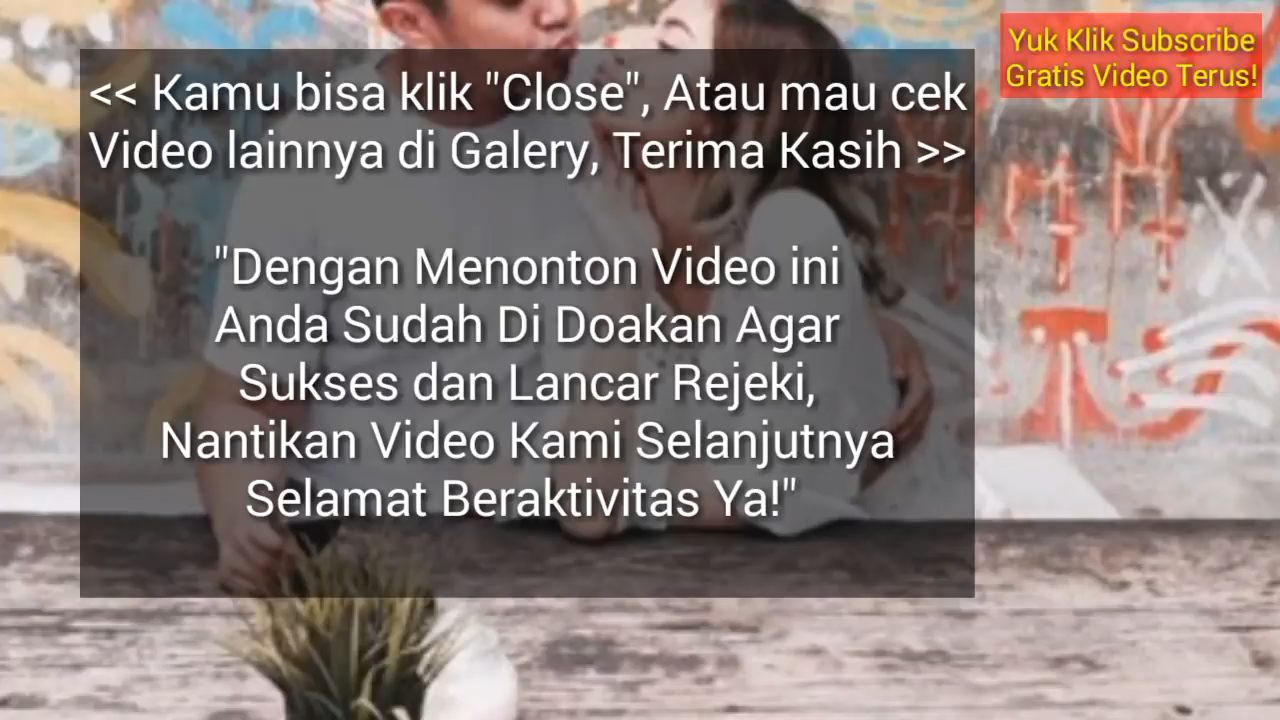 Yuk Klik Subscribe
Gratis Video Terus!
<< Kamu bisa klik "Close", Atau mau cek
Video lainnya di Galery, Terima Kasih >>
"Dengan Menonton Video ini
Anda Sudah Di Doakan Agar
Sukses dan Lancar Rejeki,
Nantikan Video Kami Selanjutnya
Selamat Beraktivitas Ya!"